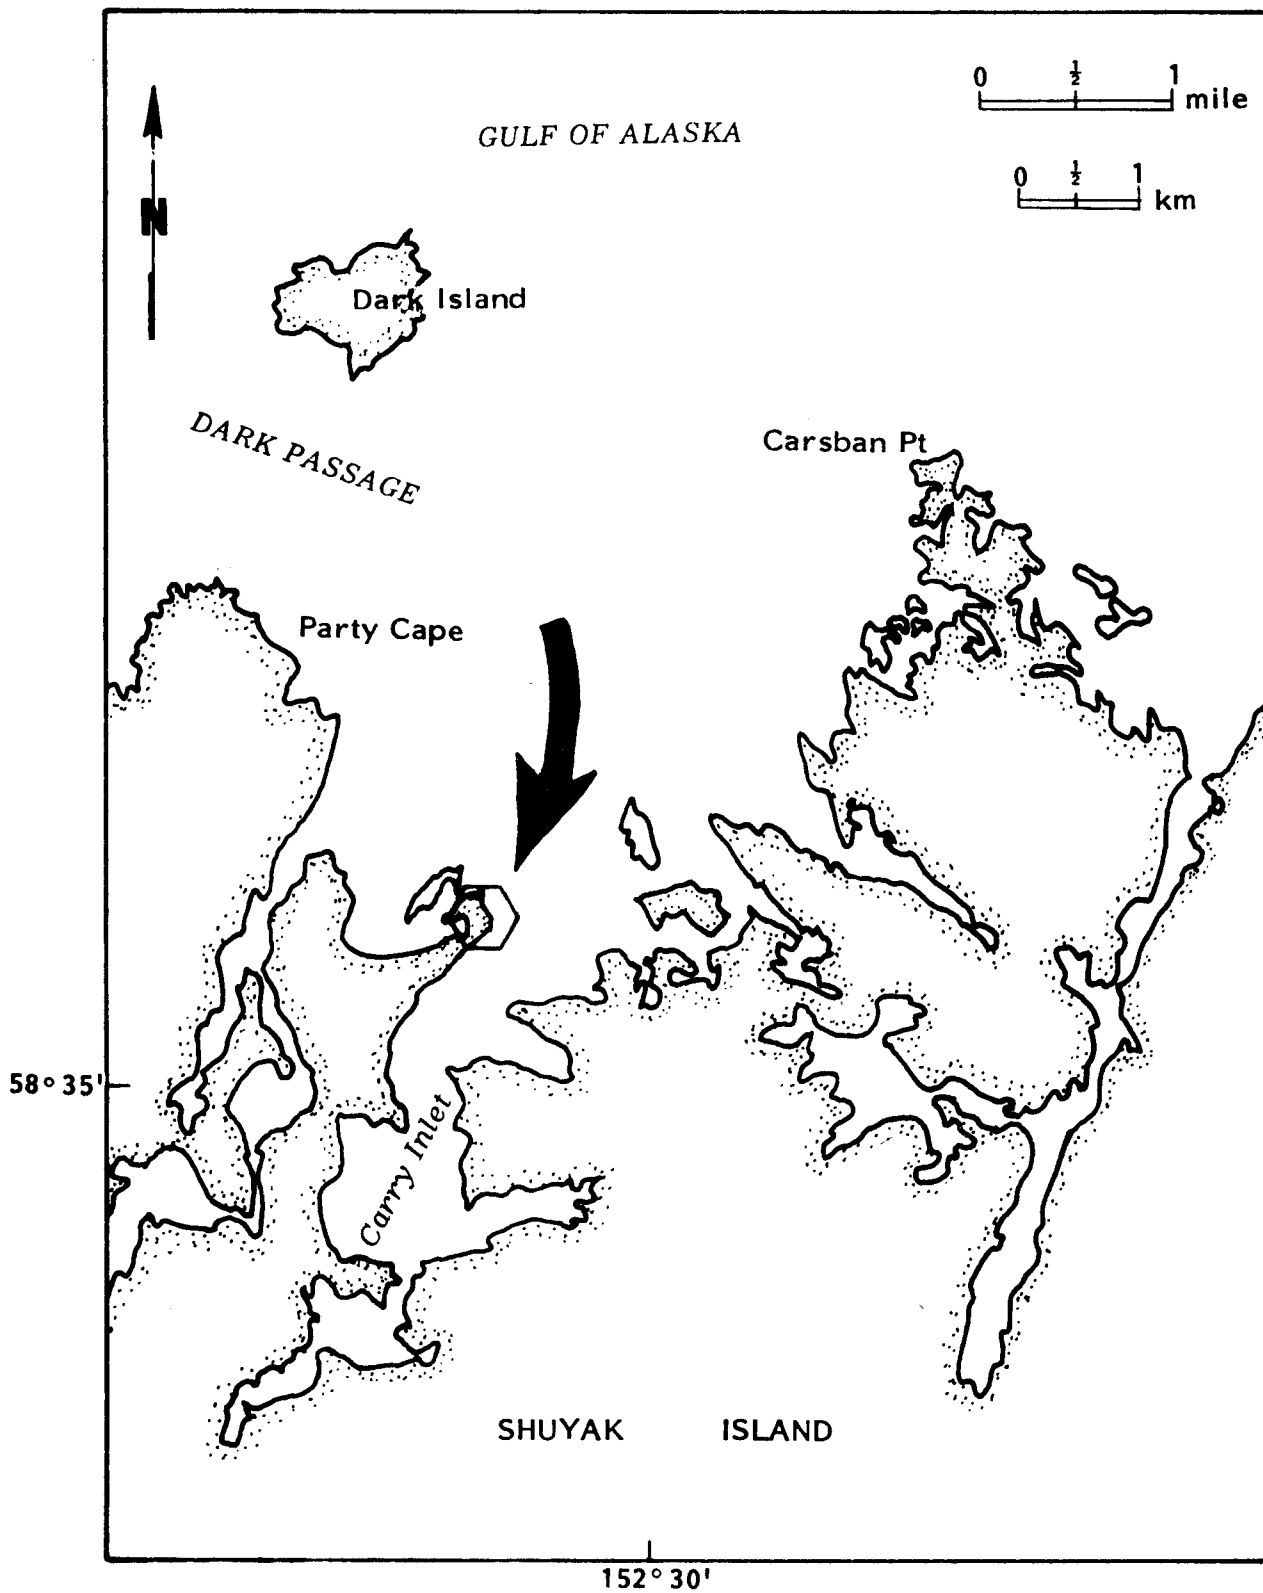 0 ½ 1
mile
GULF OF ALASKA
0 ½ 1
km
N
Dark Island
DARK PASSAGE
Carsban Pt
Party Cape
58° 35'
Carry Inlet
SHUYAK ISLAND
152° 30'